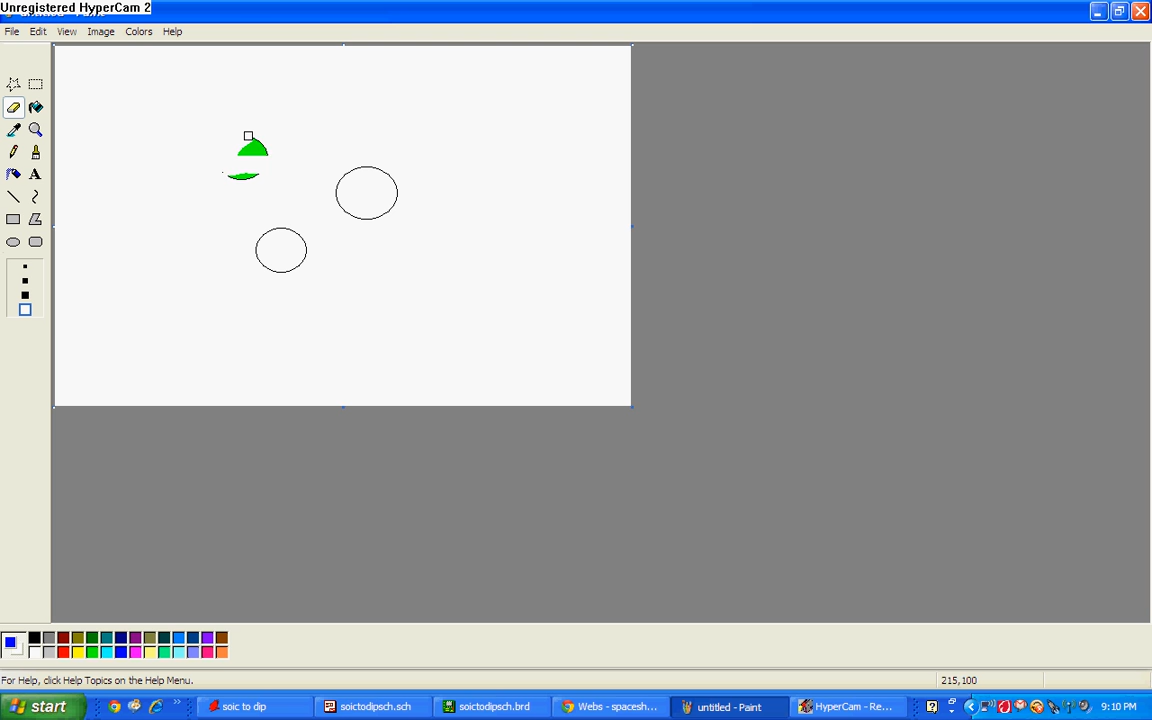 Unregistered HyperCam 2
File Edit View Image Colors Help
A
For Help, click Help Topics on the Help Menu.
215,100
start
soic to dip
soictodipsch.sch
soictodipsch.brd
Webs - spacesh...
untitled - Paint
HyperCam - Re...
9:10 PM